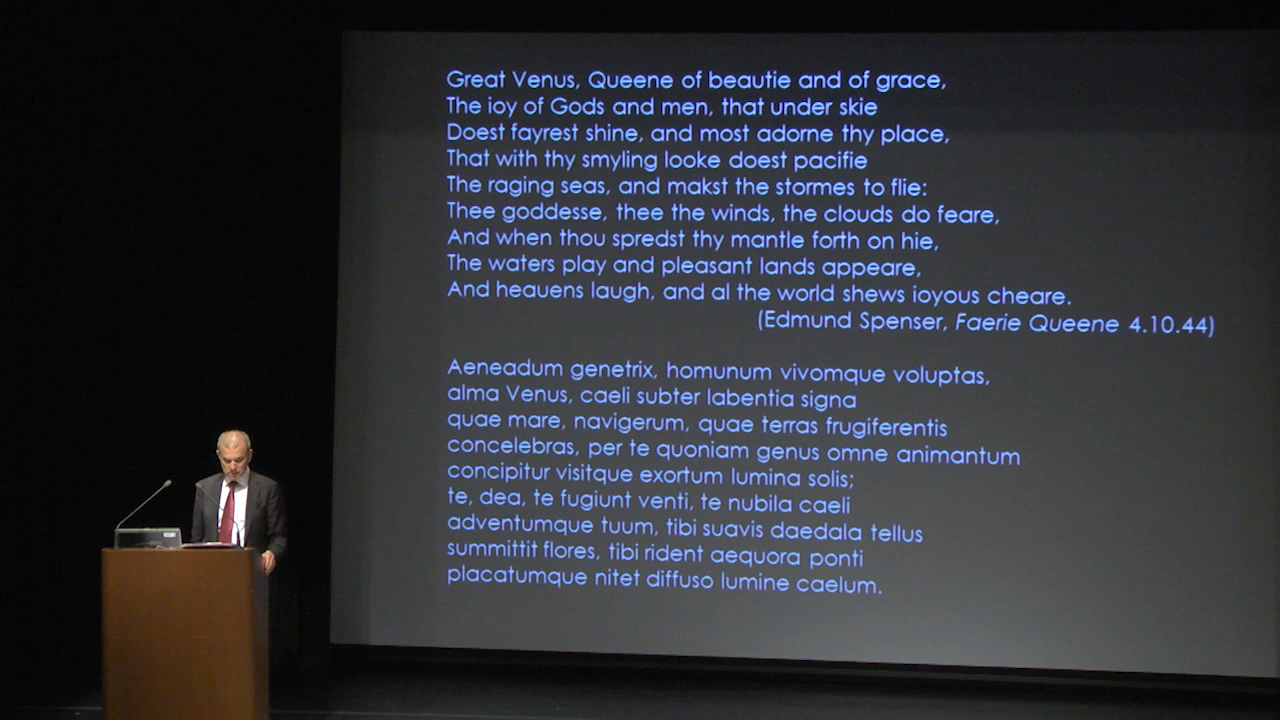 Great Venus, Queene of beautie and of grace,
The ioy of Gods and men, that under skie
Doest fayrest shine, and most adorne thy place,
That with thy smyling looke doest pacifie
The raging seas, and makst the stormes to flie:
Thee goddesse, thee the winds, the clouds do feare,
And when thou spredst thy mantle forth on hie,
The waters play and pleasant lands appeare,
And heauens laugh, and al the world shews ioyous cheare.
(Edmund Spenser, Faerie Queene 4.10.44)
Aeneadum genetrix, homunum vivomque voluptas,
alma Venus, caeli subter labentia signa
quae mare, navigerum, quae terras frugiferentis
concelebras, per te quoniam genus omne animantum
concipitur visitque exortum lumina solis;
te, dea, te fugiunt venti, te nubila caeli
adventumque tuum, tibi suavis daedala tellus
summittit flores, tibi rident aequora ponti
placatumque nitet diffuso lumine caelum.